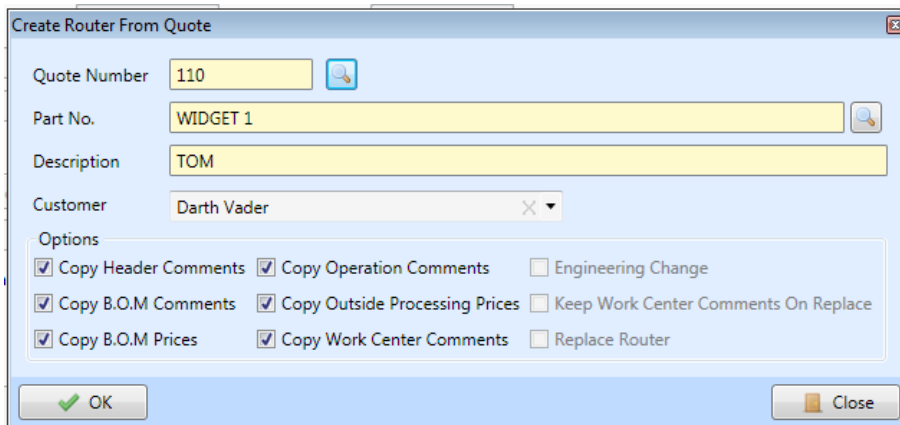 Create Router From Quote
Quote Number 110
Part No. WIDGET 1
Description TOM
Customer Darth Vader
Options
Copy Header Comments Copy Operation Comments Engineering Change
Copy B.O.M Comments Copy Outside Processing Prices Keep Work Center Comments On Replace
Copy B.O.M Prices Copy Work Center Comments Replace Router
OK Close